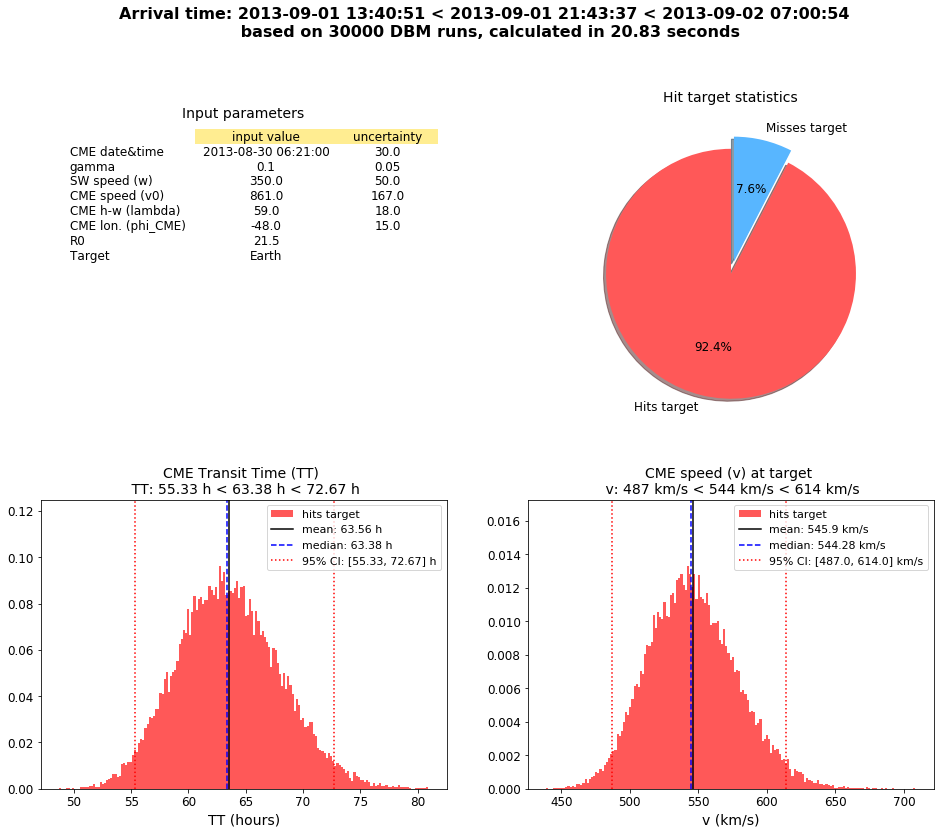 Arrival time: 2013-09-01 13:40:51 < 2013-09-01 21:43:37 < 2013-09-02 07:00:54
based on 30000 DBM runs, calculated in 20.83 seconds
Input parameters
input value uncertainty
CME date&time 2013-08-30 06:21:00 30.0
gamma 0.1 0.05
SW speed (w) 350.0 50.0
CME speed (v0) 861.0 167.0
CME h-w (lambda) 59.0 18.0
CME lon. (phi_CME) -48.0 15.0
R0 21.5
Target Earth
Hit target statistics
Misses target
7.6%
92.4%
Hits target
CME Transit Time (TT)
TT: 55.33 h < 63.38 h < 72.67 h
hits target
mean: 63.56 h
median: 63.38 h
95% CI: [55.33, 72.67] h
0.12
0.10
0.08
0.06
0.04
0.02
0.00
50 55 60 65 70 75 80
TT (hours)
CME speed (v) at target
v: 487 km/s < 544 km/s < 614 km/s
hits target
mean: 545.9 km/s
median: 544.28 km/s
95% CI: [487.0, 614.0] km/s
0.016
0.014
0.012
0.010
0.008
0.006
0.004
0.002
0.000
450 500 550 600 650 700
v (km/s)